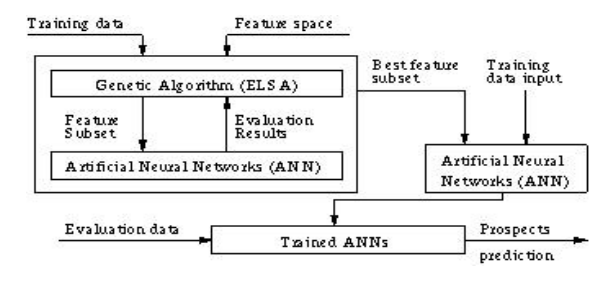 Training data
Feature space
Genetic Algorithm (ELSA)
Feature
Subset
Evaluation
Results
Artificial Neural Networks (ANN)
Best feature
subset
Training
data input
Artificial Neural
Networks (ANN)
Evaluation data
Trained ANNs
Prospects
prediction